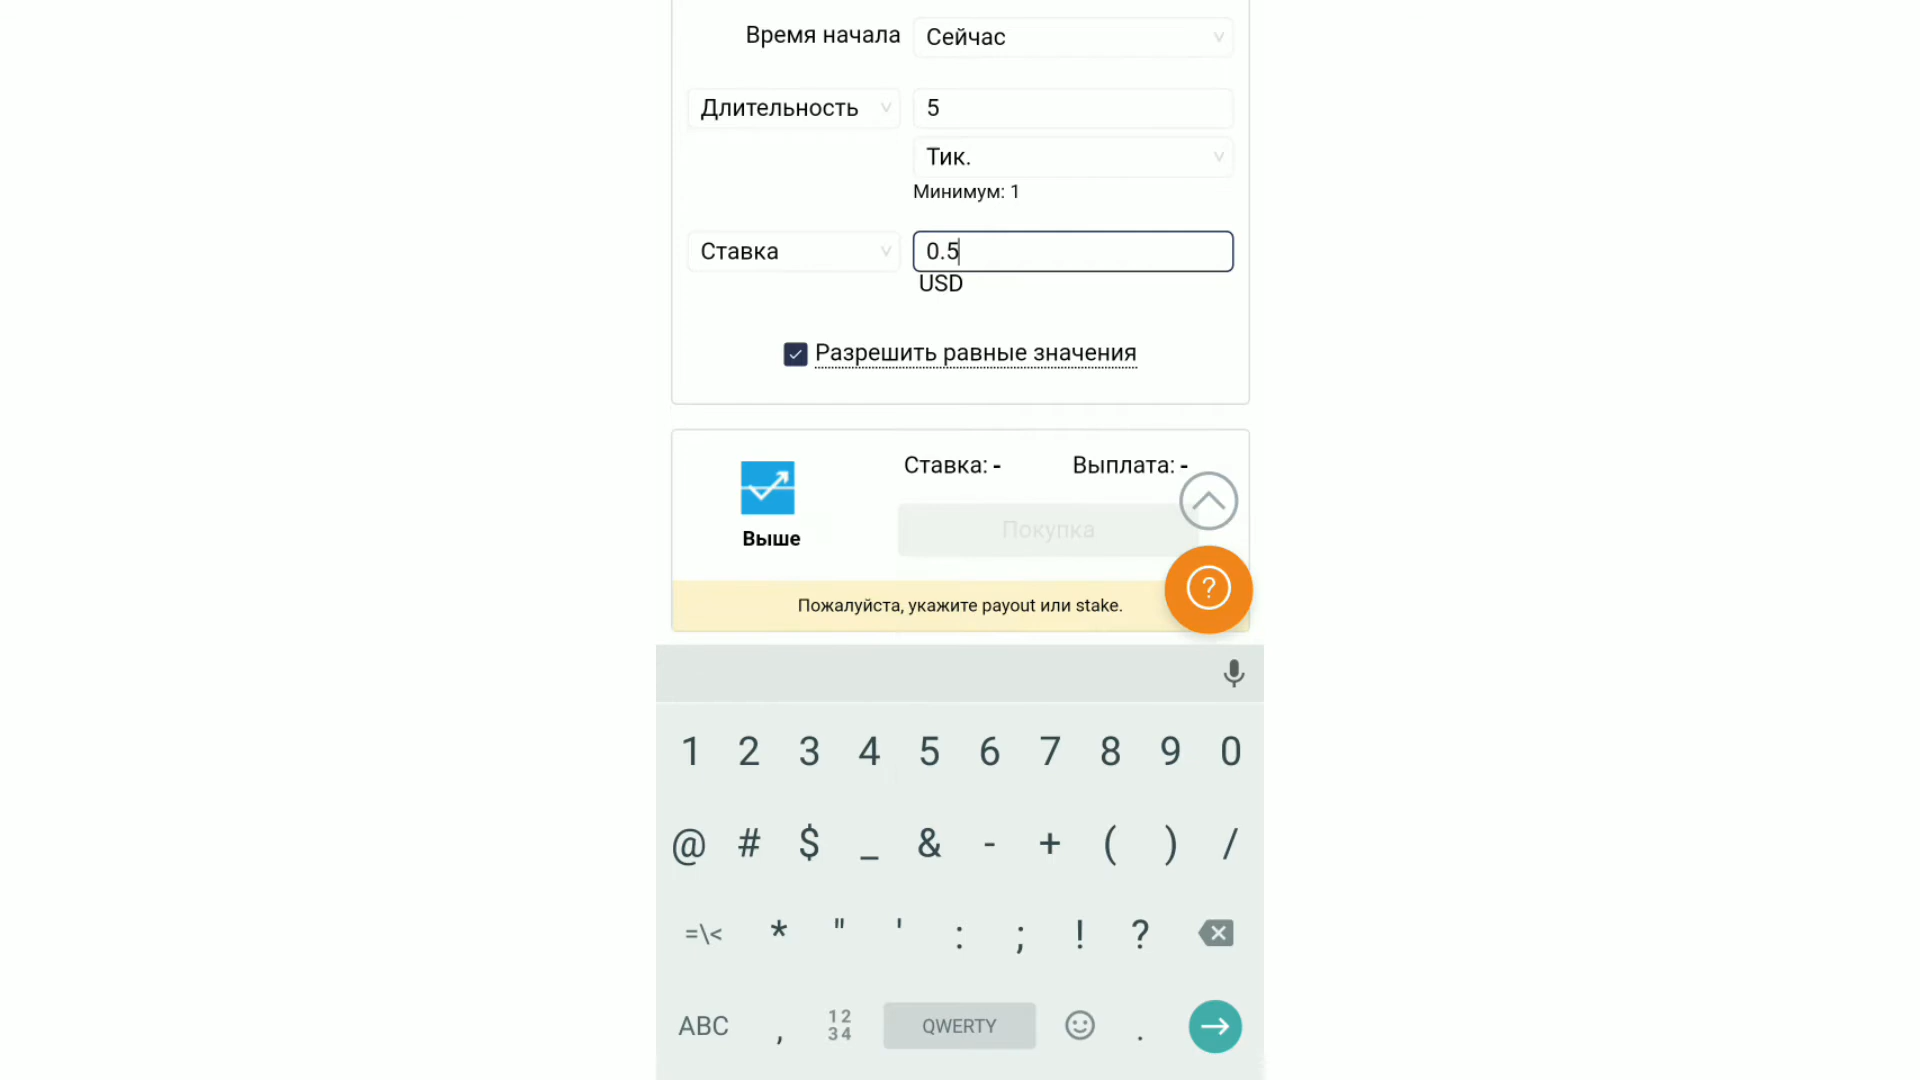 Время начала Сейчас
Длительность 5
Тик.
Минимум: 1
Ставка 0.5
USD
Разрешить равные значения
Ставка: - Выплата: -
Покупка
Выше
?
Пожалуйста, укажите payout или stake.
1 2 3 4 5 6 7 8 9 0
@ # $ _ & - + ( ) /
=\< * " ' : ; ! ?
ABC , 12 34 QWERTY .